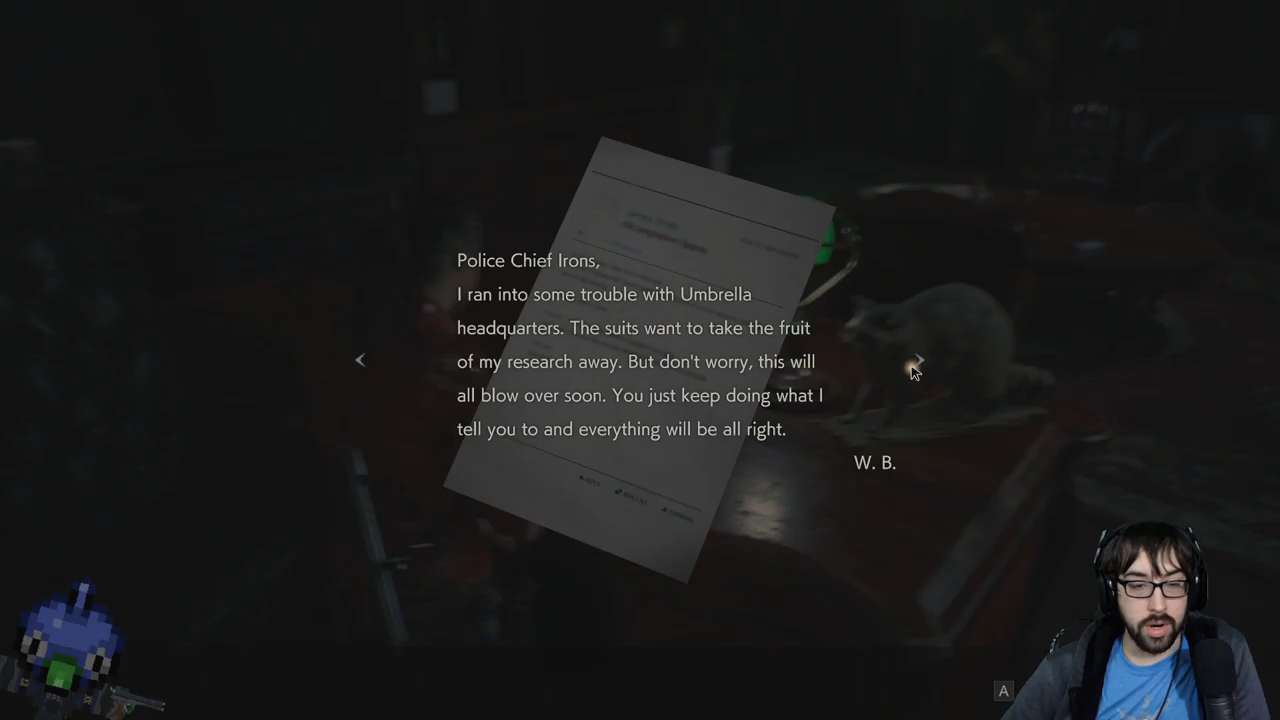 Police Chief Irons,
I ran into some trouble with Umbrella
headquarters. The suits want to take the fruit
of my research away. But don't worry, this will
all blow over soon. You just keep doing what I
tell you to and everything will be all right.
W. B.
A